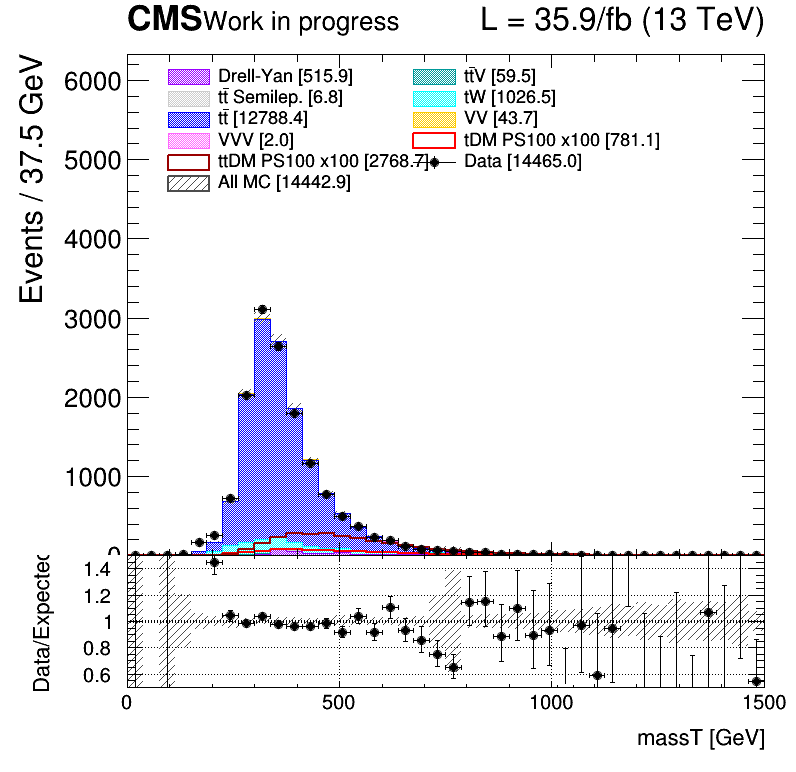 CMS Work in progress L = 35.9/fb (13 TeV)
Events / 37.5 GeV
6000
5000
4000
3000
2000
1000
0
Drell-Yan [515.9]
tt̄ Semilep. [6.8]
tt̄ [12788.4]
VVV [2.0]
ttDM PS100 x100 [2768.7]
All MC [14442.9]
tt̄V [59.5]
tW [1026.5]
VV [43.7]
tDM PS100 x100 [781.1]
Data [14465.0]
Data/Expected
1.4
1.2
1
0.8
0.6
0 500 1000 1500
massT [GeV]